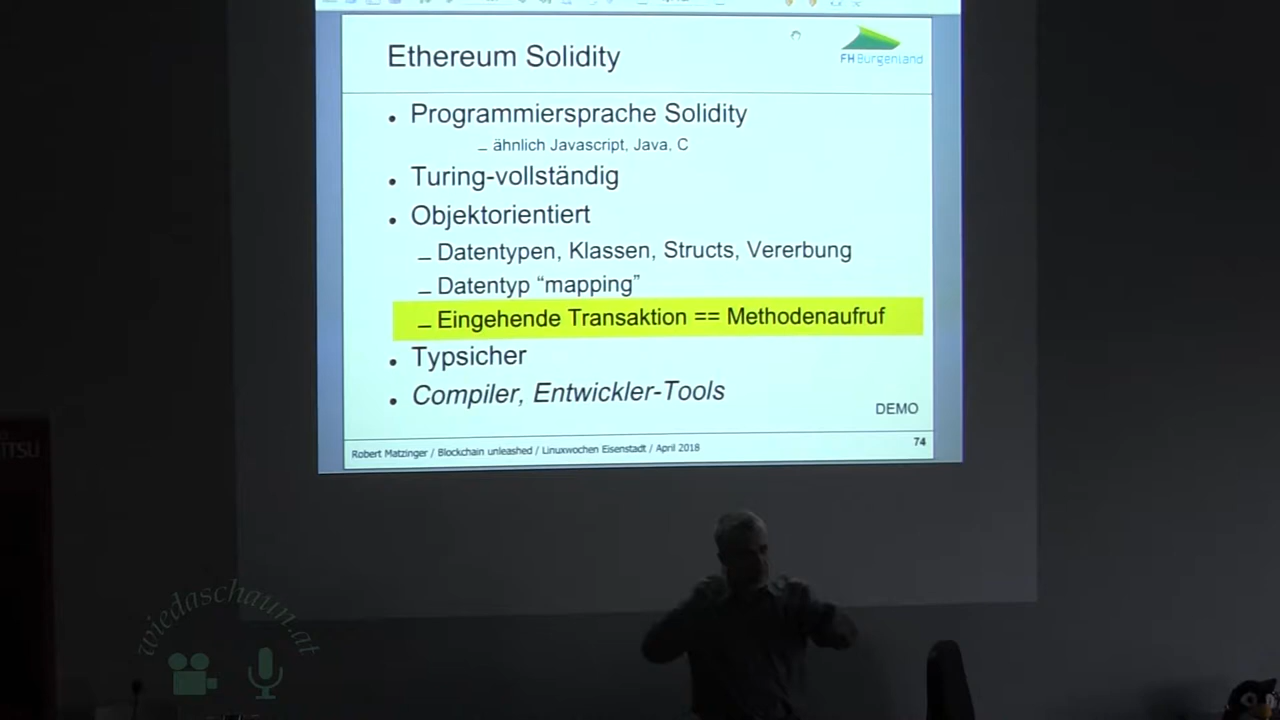 Ethereum Solidity
FH Burgenland
• Programmiersprache Solidity
– ähnlich Javascript, Java, C
• Turing-vollständig
• Objektorientiert
– Datentypen, Klassen, Structs, Vererbung
– Datentyp “mapping”
– Eingehende Transaktion == Methodenaufruf
• Typsicher
• Compiler, Entwickler-Tools
DEMO
Robert Matzinger / Blockchain unleashed / Linuxwochen Eisenstadt / April 2018
74
wiedaschaun.at